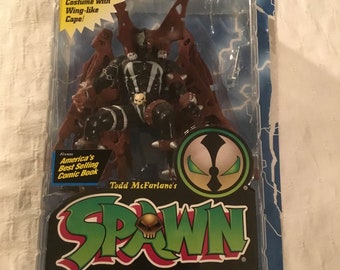 Costume with
Wing-like
Cape!
From
America's
Best Selling
Comic Book
Todd McFarlane's
SPAWN